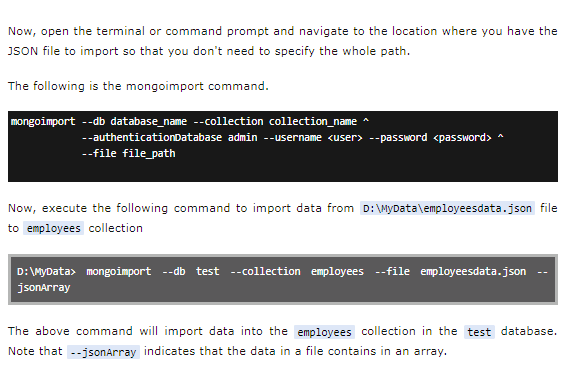 Now, open the terminal or command prompt and navigate to the location where you have the
JSON file to import so that you don't need to specify the whole path.
The following is the mongoimport command.
mongoimport --db database_name --collection collection_name ^
--authenticationDatabase admin --username <user> --password <password> ^
--file file_path
Now, execute the following command to import data from D:\MyData\employeesdata.json file
to employees collection
D:\MyData> mongoimport --db test --collection employees --file employeesdata.json --
jsonArray
The above command will import data into the employees collection in the test database.
Note that --jsonArray indicates that the data in a file contains in an array.